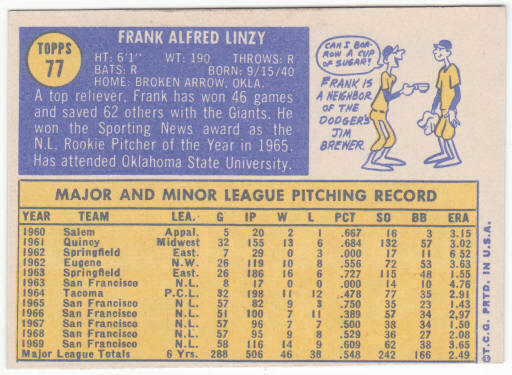 TOPPS
77
FRANK ALFRED LINZY
HT: 6'1" WT: 190 THROWS: R
BATS: R BORN: 9/15/40
HOME: BROKEN ARROW, OKLA.
A top reliever, Frank has won 46 games
and saved 62 others with the Giants. He
won the Sporting News award as the
N.L. Rookie Pitcher of the Year in 1965.
Has attended Oklahoma State University.
CAN I BOR-
ROW A CUP
OF SUGAR?
FRANK IS
A NEIGHBOR
OF THE
DODGER'S
JIM
BREWER.
MAJOR AND MINOR LEAGUE PITCHING RECORD
YEAR TEAM LEA. G IP W L PCT SO BB ERA
1960 Salem Appal. 5 20 2 1 .667 16 3 3.15
1961 Quincy Midwest 32 155 13 6 .684 132 57 3.02
1962 Springfield East. 7 29 0 3 .000 17 11 6.52
1962 Eugene N.W. 26 119 10 8 .556 72 53 3.63
1963 Springfield East. 26 186 16 6 .727 115 48 1.55
1963 San Francisco N.L. 8 17 0 0 .000 14 10 4.76
1964 Tacoma P.C.L. 32 198 11 12 .478 77 35 2.91
1965 San Francisco N.L. 57 82 9 3 .750 35 23 1.43
1966 San Francisco N.L. 51 100 7 11 .389 57 34 2.97
1967 San Francisco N.L. 57 96 7 7 .500 38 34 1.50
1968 San Francisco N.L. 57 95 9 8 .529 36 27 2.08
1969 San Francisco N.L. 58 116 14 9 .609 62 38 3.65
Major League Totals 6 Yrs. 288 506 46 38 .548 242 166 2.49
©T.C.G. PRTD. IN U.S.A.